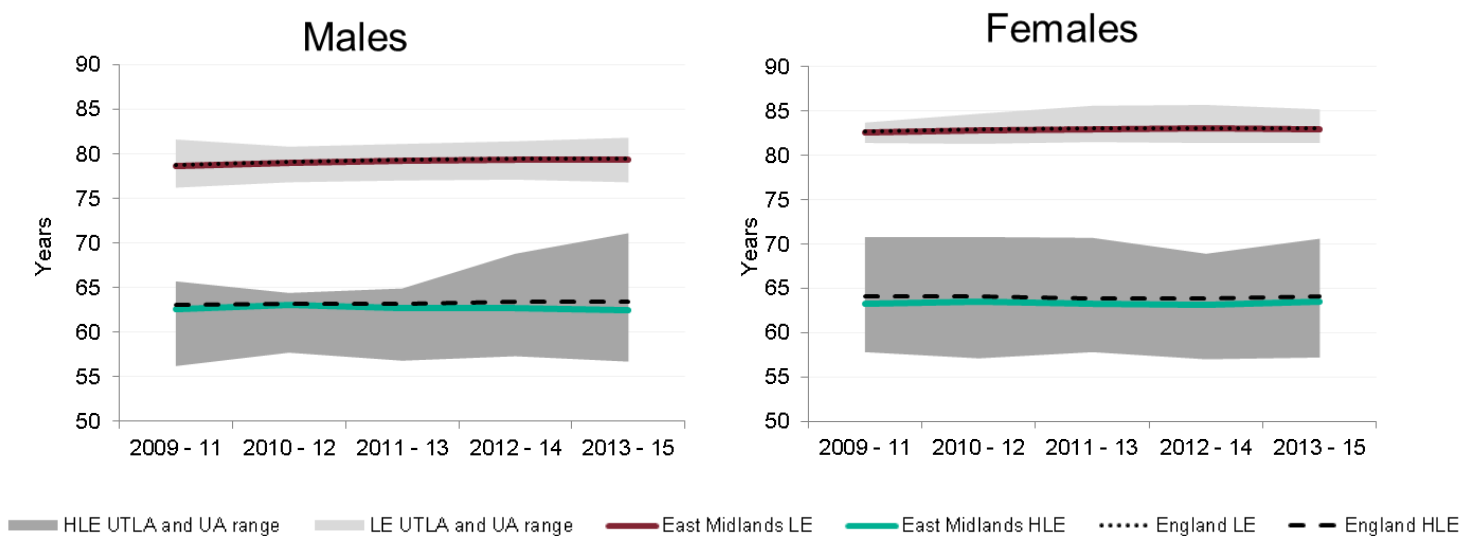 Males
Females
Years
90
85
80
75
70
65
60
55
50
2009 - 11
2010 - 12
2011 - 13
2012 - 14
2013 - 15
Years
90
85
80
75
70
65
60
55
50
2009 - 11
2010 - 12
2011 - 13
2012 - 14
2013 - 15
HLE UTLA and UA range
LE UTLA and UA range
East Midlands LE
East Midlands HLE
England LE
England HLE